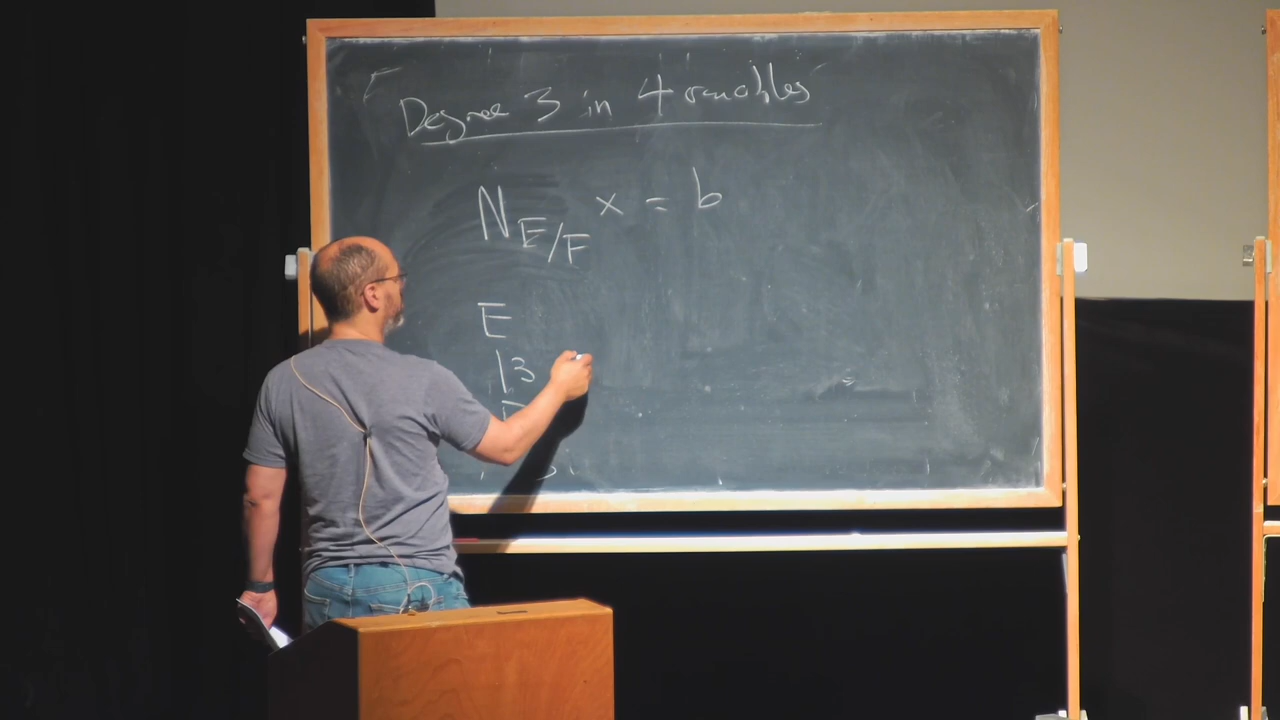 Degree 3 in 4 variables
N_{E/F} x = b
E
| 3
F